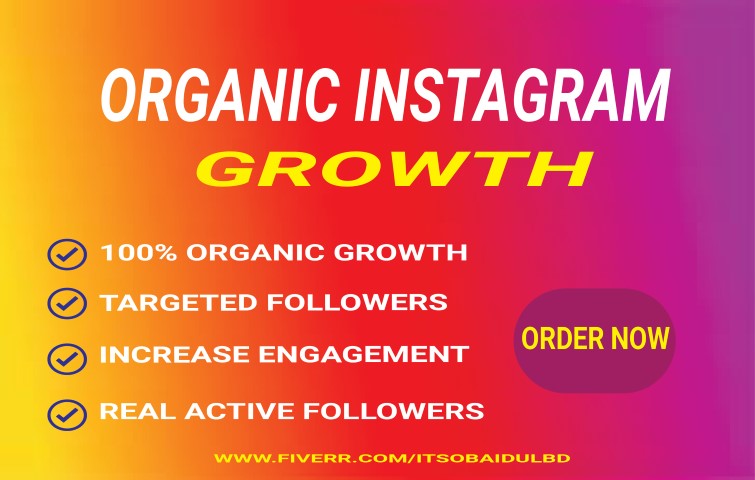 ORGANIC INSTAGRAM
GROWTH
100% ORGANIC GROWTH
TARGETED FOLLOWERS
INCREASE ENGAGEMENT
REAL ACTIVE FOLLOWERS
ORDER NOW
WWW.FIVERR.COM/ITSOBAIDULBD